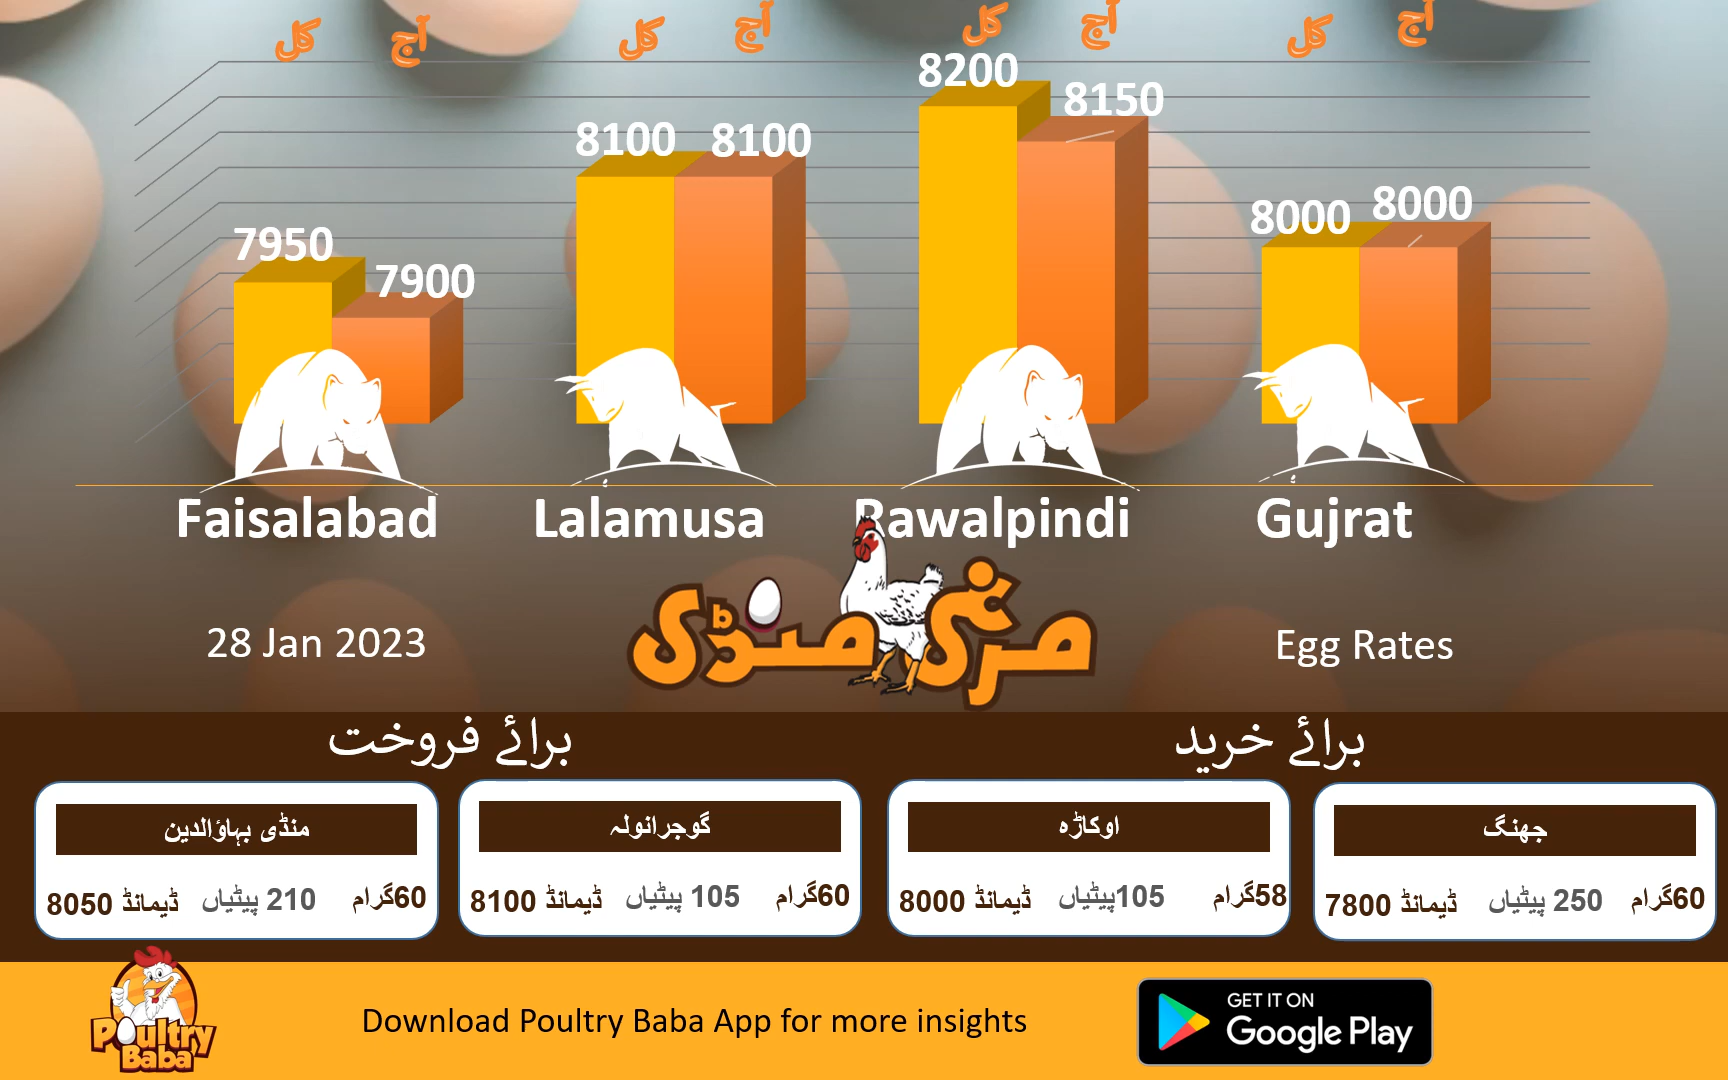 کل آج کل آج کل آج کل آج
7950 7900 8100 8100 8200 8150 8000 8000
Faisalabad Lalamusa Rawalpindi Gujrat
28 Jan 2023
مرغی منڈی
Egg Rates
برائے خرید
برائے فروخت
جھنگ
60گرام 250 پیٹیاں ڈیمانڈ 7800
اوکاڑہ
58گرام 105پیٹیاں ڈیمانڈ 8000
گوجرانولہ
60گرام 105 پیٹیاں ڈیمانڈ 8100
منڈی بہاؤالدین
60گرام 210 پیٹیاں ڈیمانڈ 8050
Poultry
Baba
Download Poultry Baba App for more insights
GET IT ON
Google Play